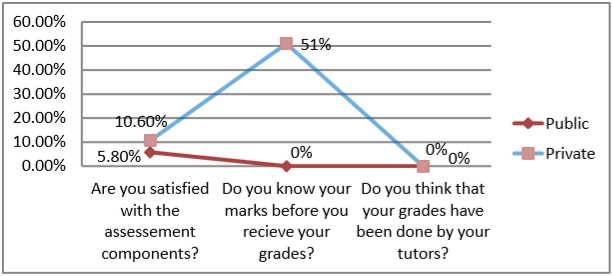 60.00%
50.00%
40.00%
30.00%
20.00%
10.00%
0.00%
10.60%
5.80%
51%
0%
0%
0%
Public
Private
Are you satisfied
with the
assessement
components?
Do you know your
marks before you
recieve your
grades?
Do you think that
your grades have
been done by your
tutors?